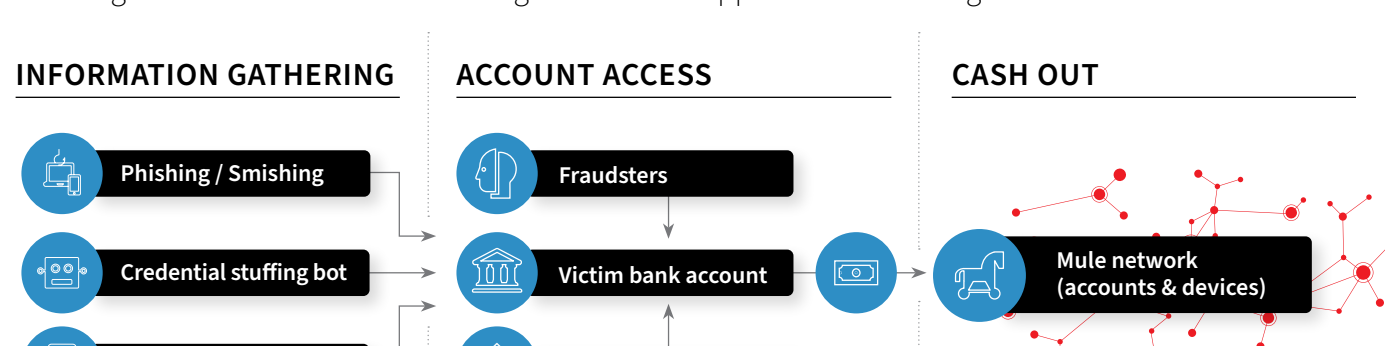 INFORMATION GATHERING
ACCOUNT ACCESS
CASH OUT
Phishing / Smishing
Fraudsters
Credential stuffing bot
Victim bank account
Mule network
(accounts & devices)